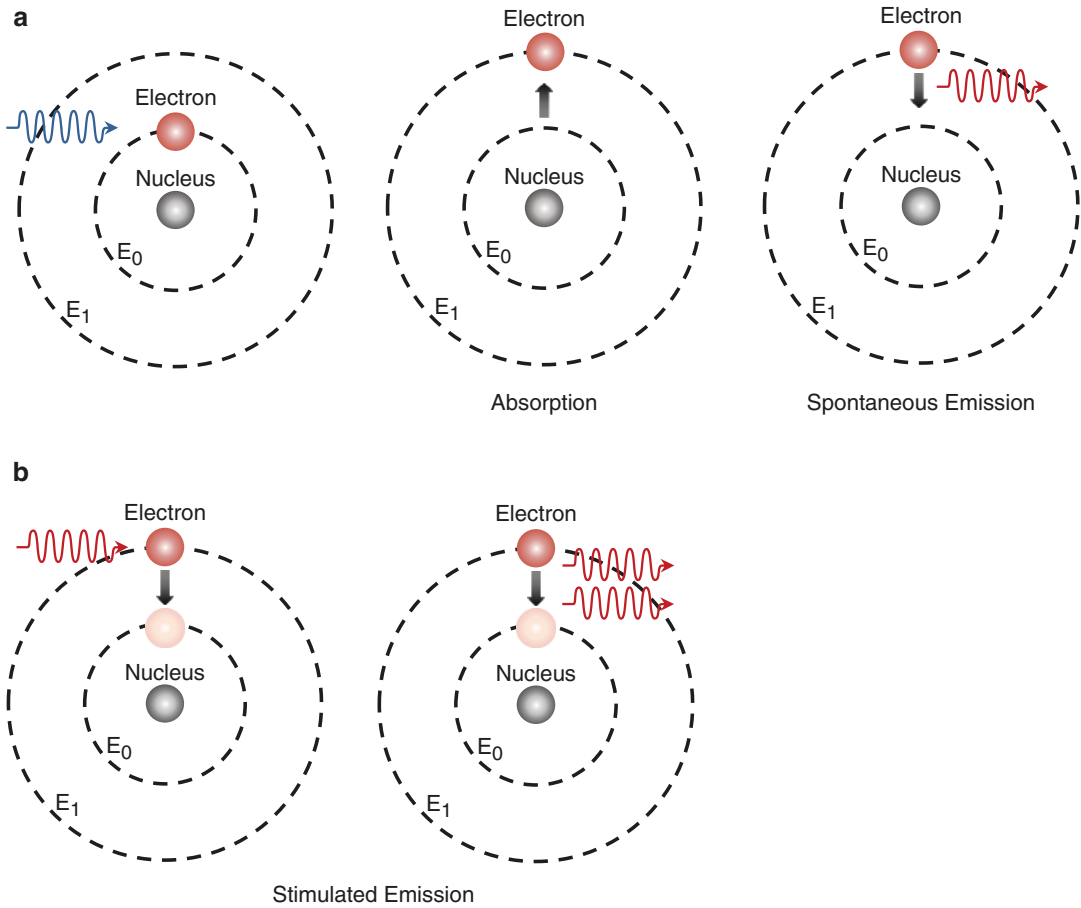 a
Electron
Nucleus
E0
E1
Electron
Nucleus
E0
E1
Absorption
Electron
Nucleus
E0
E1
Spontaneous Emission
b
Electron
Nucleus
E0
E1
Electron
Nucleus
E0
E1
Stimulated Emission